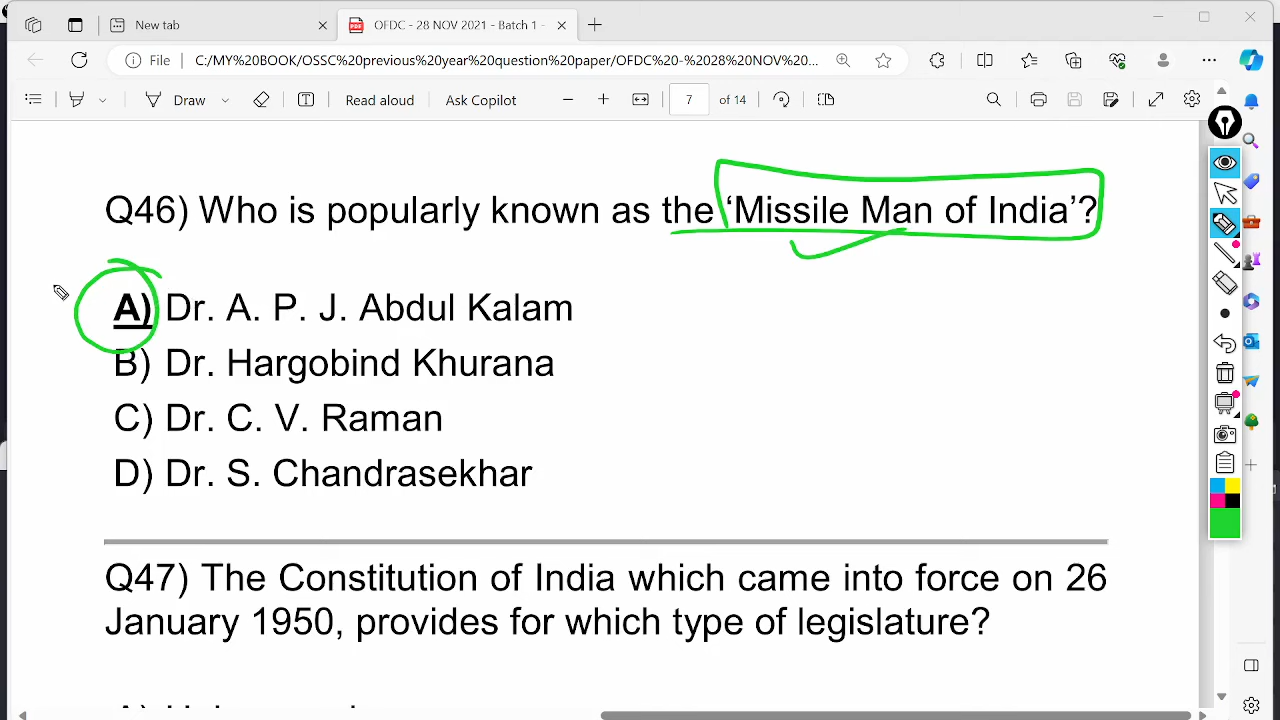 New tab
OFDC - 28 NOV 2021 - Batch 1 -
File
C:/MY%20BOOK/OSSC%20previous%20year%20question%20paper/OFDC%20-%2028%20NOV%20...
Draw
Read aloud
Ask Copilot
7
of 14
Q46) Who is popularly known as the ‘Missile Man of India’?
A) Dr. A. P. J. Abdul Kalam
B) Dr. Hargobind Khurana
C) Dr. C. V. Raman
D) Dr. S. Chandrasekhar
Q47) The Constitution of India which came into force on 26
January 1950, provides for which type of legislature?